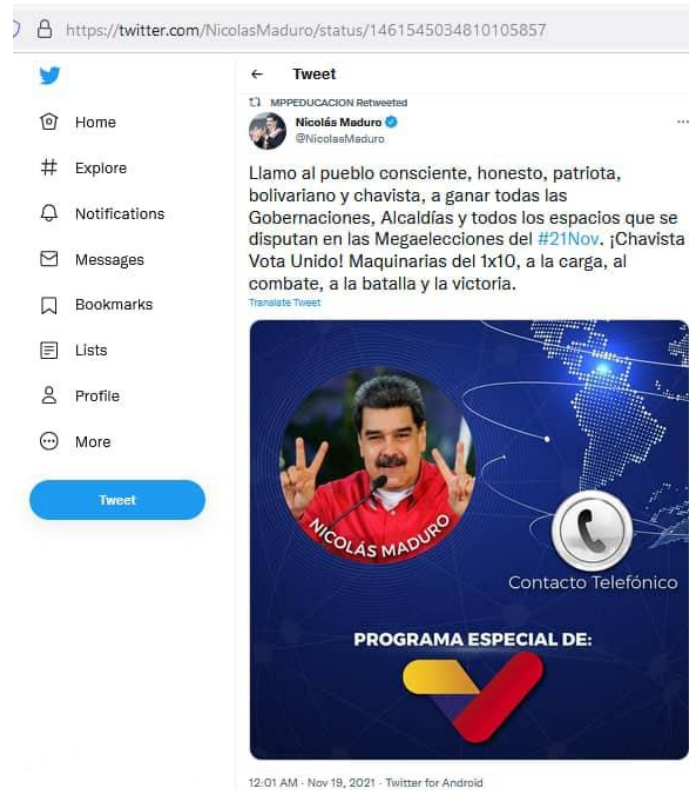 https://twitter.com/NicolasMaduro/status/1461545034810105857
Home
Explore
Notifications
Messages
Bookmarks
Lists
Profile
More
Tweet
← Tweet
MPPEDUCACION Retweeted
Nicolás Maduro
@NicolasMaduro
...
Llamo al pueblo consciente, honesto, patriota,
bolivariano y chavista, a ganar todas las
Gobernaciones, Alcaldías y todos los espacios que se
disputan en las Megaelecciones del #21Nov. ¡Chavista
Vota Unido! Maquinarias del 1x10, a la carga, al
combate, a la batalla y la victoria.
Translate Tweet
NICOLÁS MADURO
Contacto Telefónico
PROGRAMA ESPECIAL DE:
12:01 AM · Nov 19, 2021 · Twitter for Android